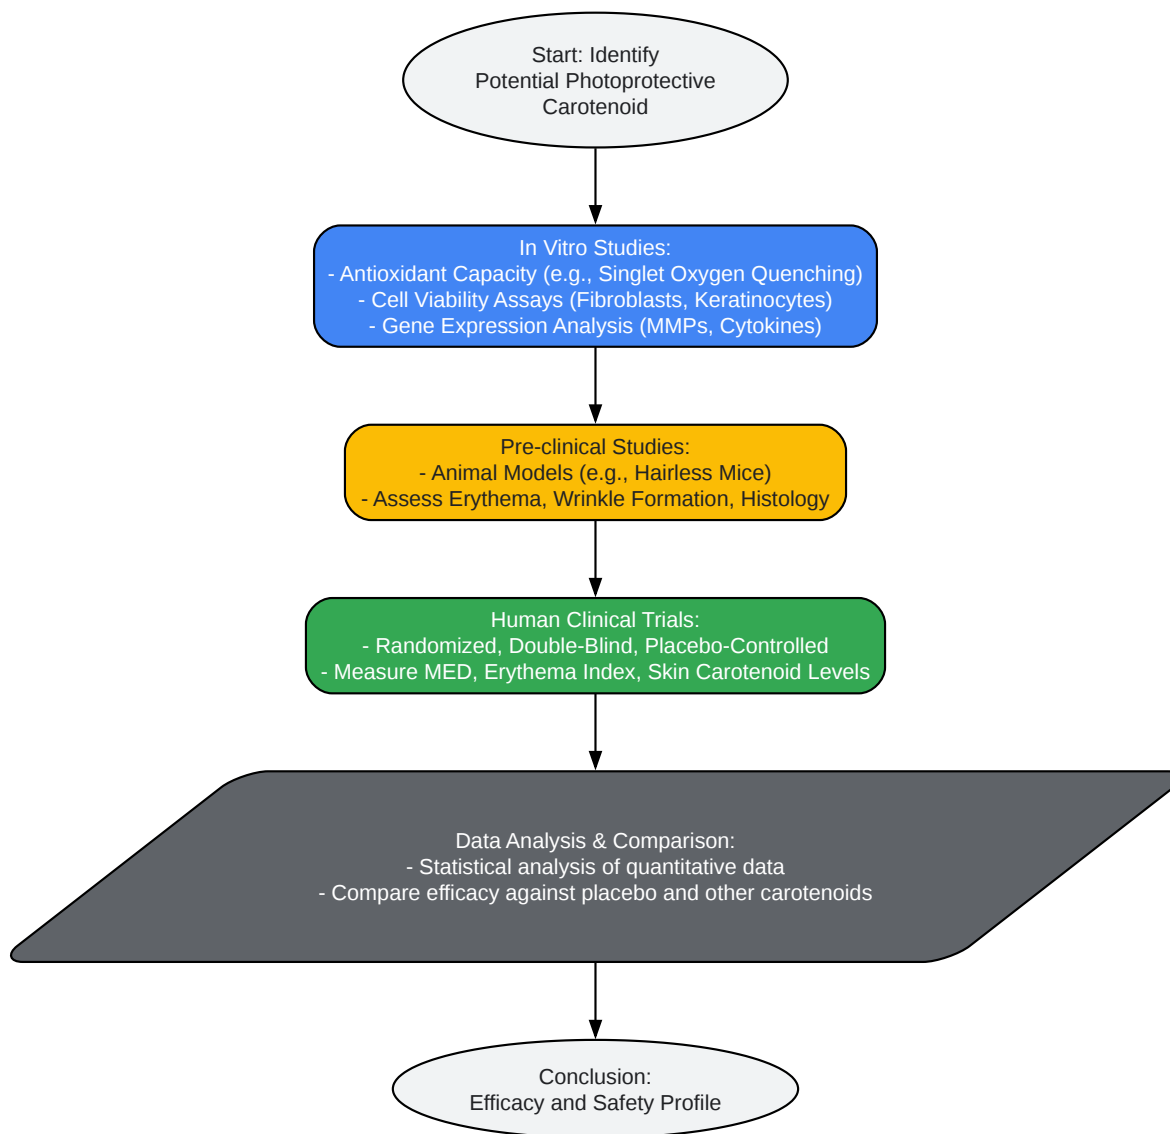 Start: Identify
Potential Photoprotective
Carotenoid
In Vitro Studies:
- Antioxidant Capacity (e.g., Singlet Oxygen Quenching)
- Cell Viability Assays (Fibroblasts, Keratinocytes)
- Gene Expression Analysis (MMPs, Cytokines)
Pre-clinical Studies:
- Animal Models (e.g., Hairless Mice)
- Assess Erythema, Wrinkle Formation, Histology
Human Clinical Trials:
- Randomized, Double-Blind, Placebo-Controlled
- Measure MED, Erythema Index, Skin Carotenoid Levels
Data Analysis & Comparison:
- Statistical analysis of quantitative data
- Compare efficacy against placebo and other carotenoids
Conclusion:
Efficacy and Safety Profile